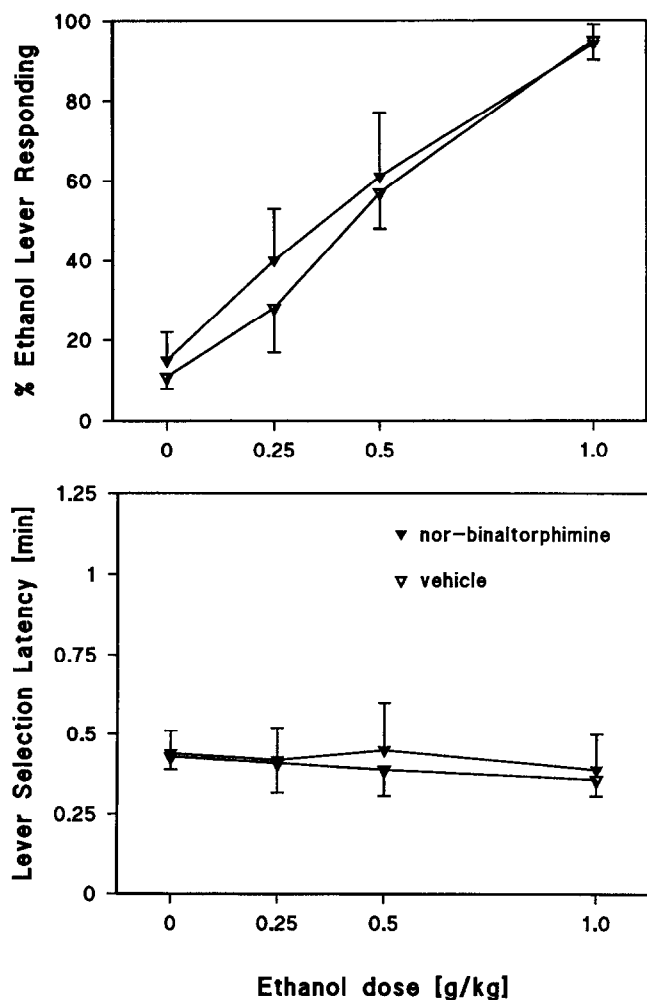 100
80
60
40
20
0
% Ethanol Lever Responding
0 0.25 0.5 1.0
1.25
1
0.75
0.5
0.25
0
Lever Selection Latency [min]
nor-binaltorphimine
vehicle
0 0.25 0.5 1.0
Ethanol dose [g/kg]